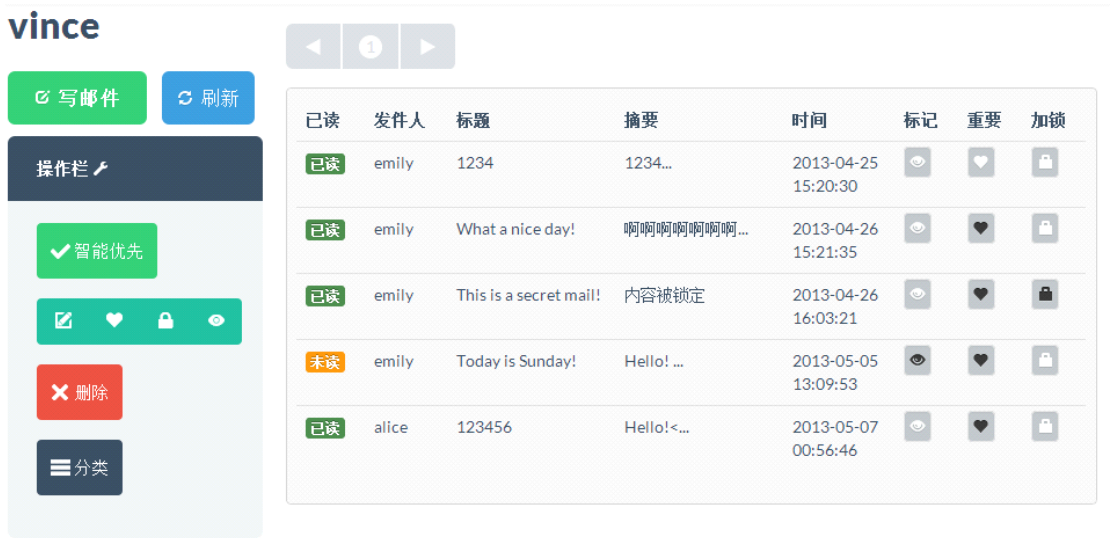 vince
写邮件
刷新
操作栏
智能优先
删除
分类
1
已读 发件人 标题 摘要 时间 标记 重要 加锁
已读 emily 1234 1234... 2013-04-25
15:20:30
已读 emily What a nice day! 啊啊啊啊啊啊啊... 2013-04-26
15:21:35
已读 emily This is a secret mail! 内容被锁定 2013-04-26
16:03:21
未读 emily Today is Sunday! Hello! ... 2013-05-05
13:09:53
已读 alice 123456 Hello!<... 2013-05-07
00:56:46